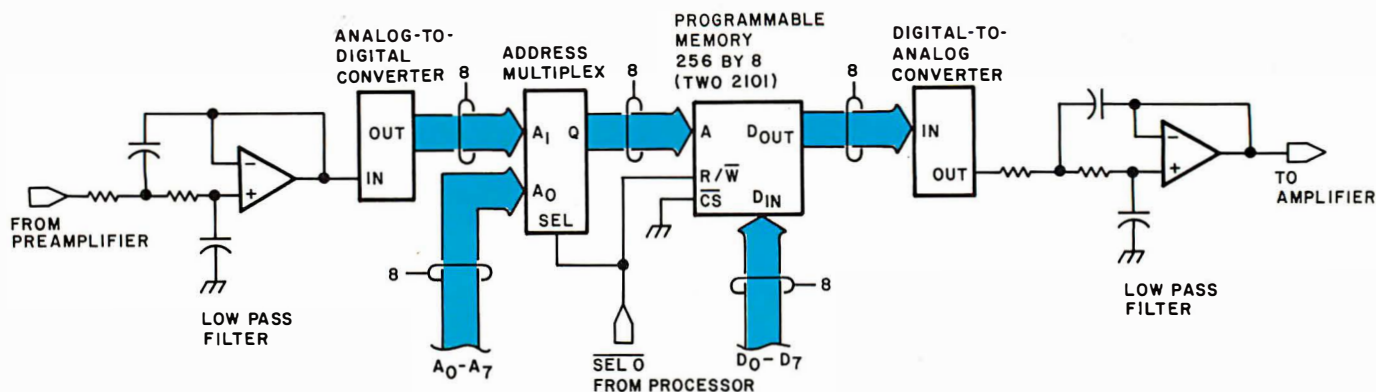 ANALOG-TO-
DIGITAL
CONVERTER
8
ADDRESS
MULTIPLEX
8
PROGRAMMABLE
MEMORY
256 BY 8
(TWO 2101)
8
DIGITAL-TO-
ANALOG
CONVERTER
OUT
IN
A1
Q
A0
SEL
A
DOUT
R/W̅
C̅S̅
DIN
IN
OUT
−
+
−
+
FROM
PREAMPLIFIER
TO
AMPLIFIER
8
8
LOW PASS
FILTER
LOW PASS
FILTER
A0–A7
S̅E̅L̅ ̅0̅
FROM PROCESSOR
D0–D7